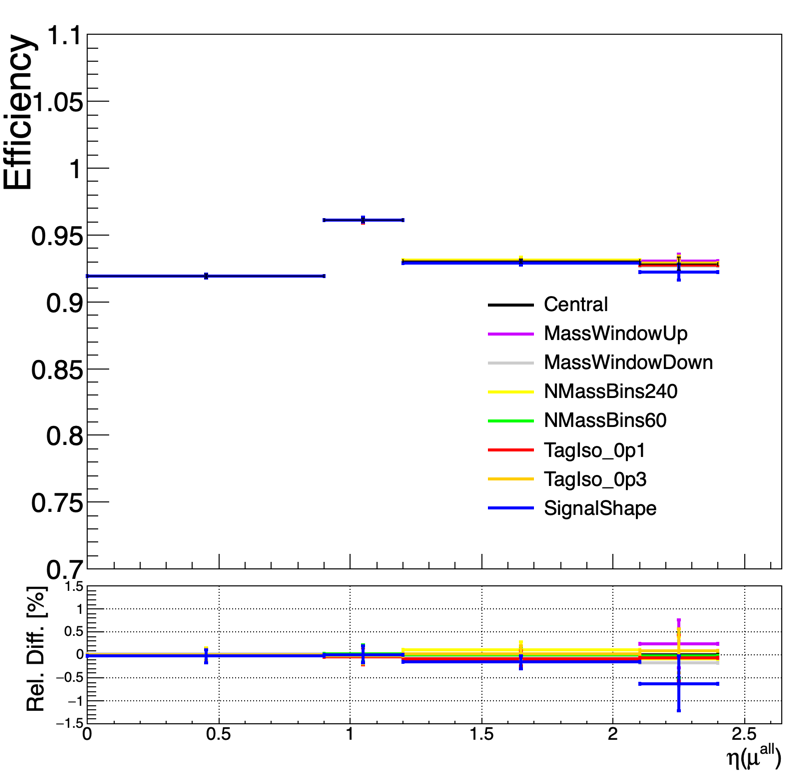 Efficiency
1.1
1.05
1
0.95
0.9
0.85
0.8
0.75
0.7
Central
MassWindowUp
MassWindowDown
NMassBins240
NMassBins60
TagIso_0p1
TagIso_0p3
SignalShape
Rel. Diff. [%]
1.5
1
0.5
0
−0.5
−1
−1.5
0 0.5 1 1.5 2 2.5
η(μ^all)